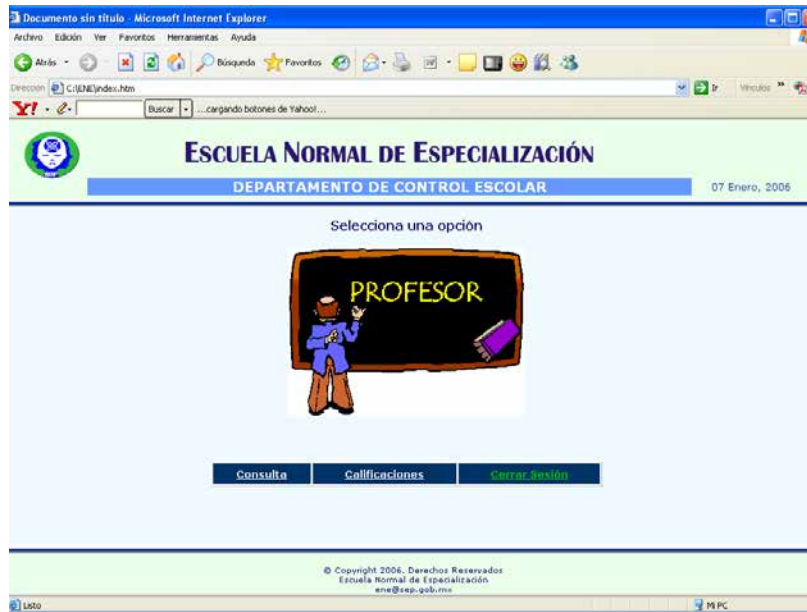 Documento sin título - Microsoft Internet Explorer
Archivo Edición Ver Favoritos Herramientas Ayuda
Atrás Búsqueda Favoritos
Dirección C:\ENE\index.htm Ir Vínculos »
Y! Buscar ...cargando botones de Yahoo!...
ESCUELA NORMAL DE ESPECIALIZACIÓN
DEPARTAMENTO DE CONTROL ESCOLAR 07 Enero, 2006
Selecciona una opción
PROFESOR
Consulta Calificaciones Cerrar Sesión
© Copyright 2006. Derechos Reservados
Escuela Normal de Especialización
ene@sep.gob.mx
Listo Mi PC